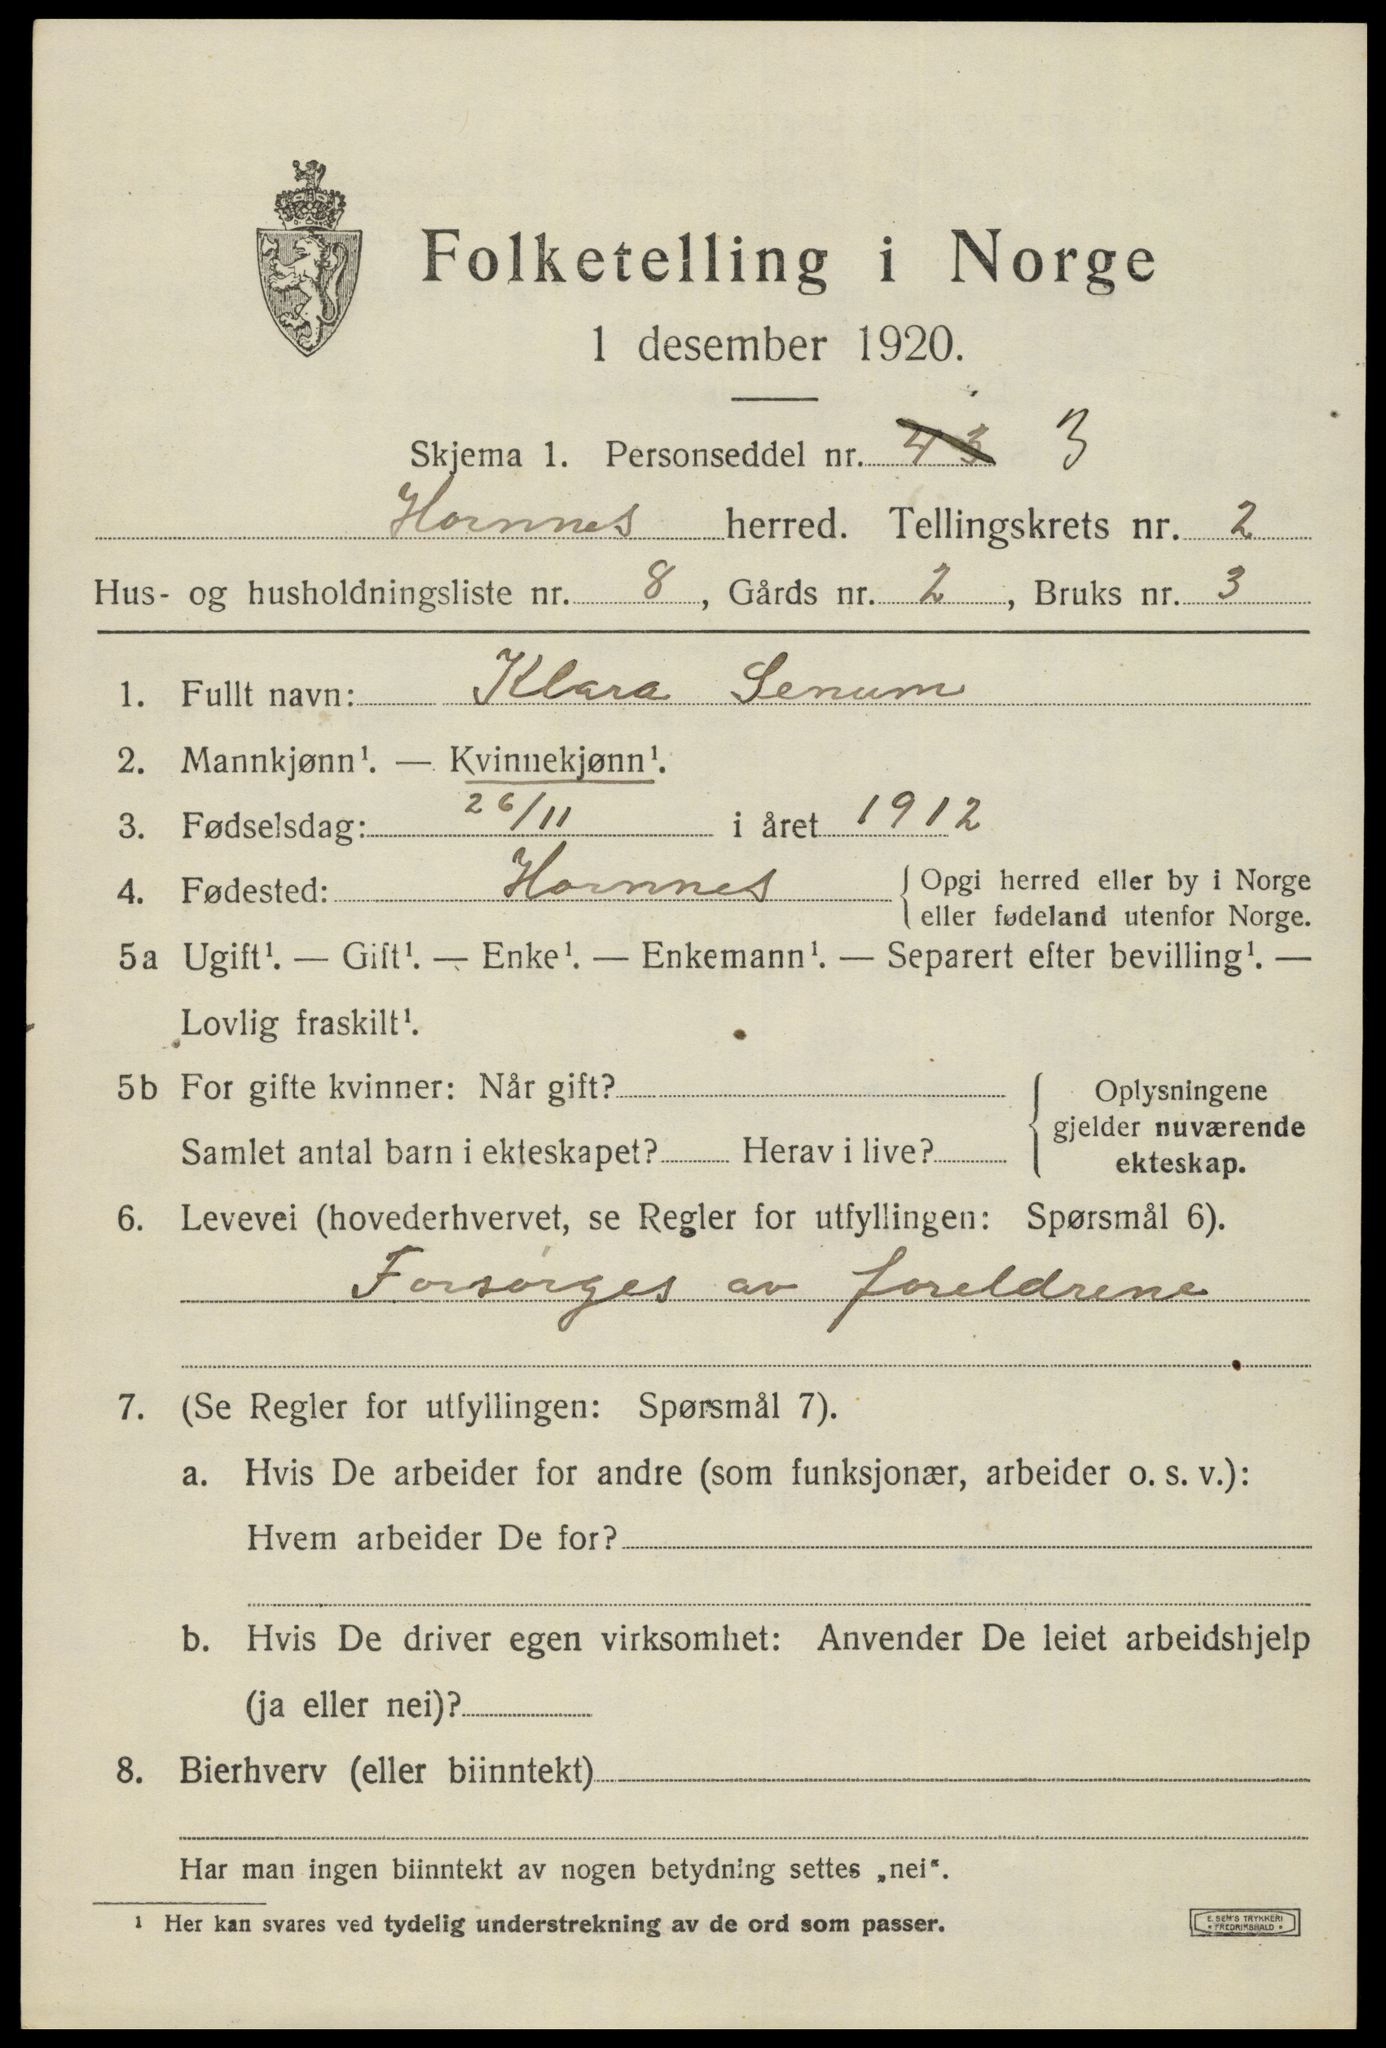 Folketelling i Norge
1 desember 1920.
Skjema 1. Personseddel nr. 43 3
Hornnes herred. Tellingskrets nr. 2
Hus- og husholdningsliste nr. 8, Gårds nr. 2, Bruks nr. 3
1. Fullt navn: Klara Senum
2. Mannkjønn¹. — Kvinnekjønn¹.
3. Fødselsdag: 26/11 i året 1912
4. Fødested: Hornnes { Opgi herred eller by i Norge
eller fødeland utenfor Norge.
5a Ugift¹. — Gift¹. — Enke¹. — Enkemann¹. — Separert efter bevilling¹. —
Lovlig fraskilt¹.
5b For gifte kvinner: Når gift?
Samlet antal barn i ekteskapet? Herav i live?
Oplysningene
gjelder nuværende
ekteskap.
6. Levevei (hovederhvervet, se Regler for utfyllingen: Spørsmål 6).
Forsørges av foreldrene
7. (Se Regler for utfyllingen: Spørsmål 7).
a. Hvis De arbeider for andre (som funksjonær, arbeider o. s. v.):
Hvem arbeider De for?
b. Hvis De driver egen virksomhet: Anvender De leiet arbeidshjelp
(ja eller nei)?
8. Bierhverv (eller biinntekt)
Har man ingen biinntekt av nogen betydning settes „nei".
¹ Her kan svares ved tydelig understrekning av de ord som passer.
E. SEM'S TRYKKERI
* FREDRIKSHALD *